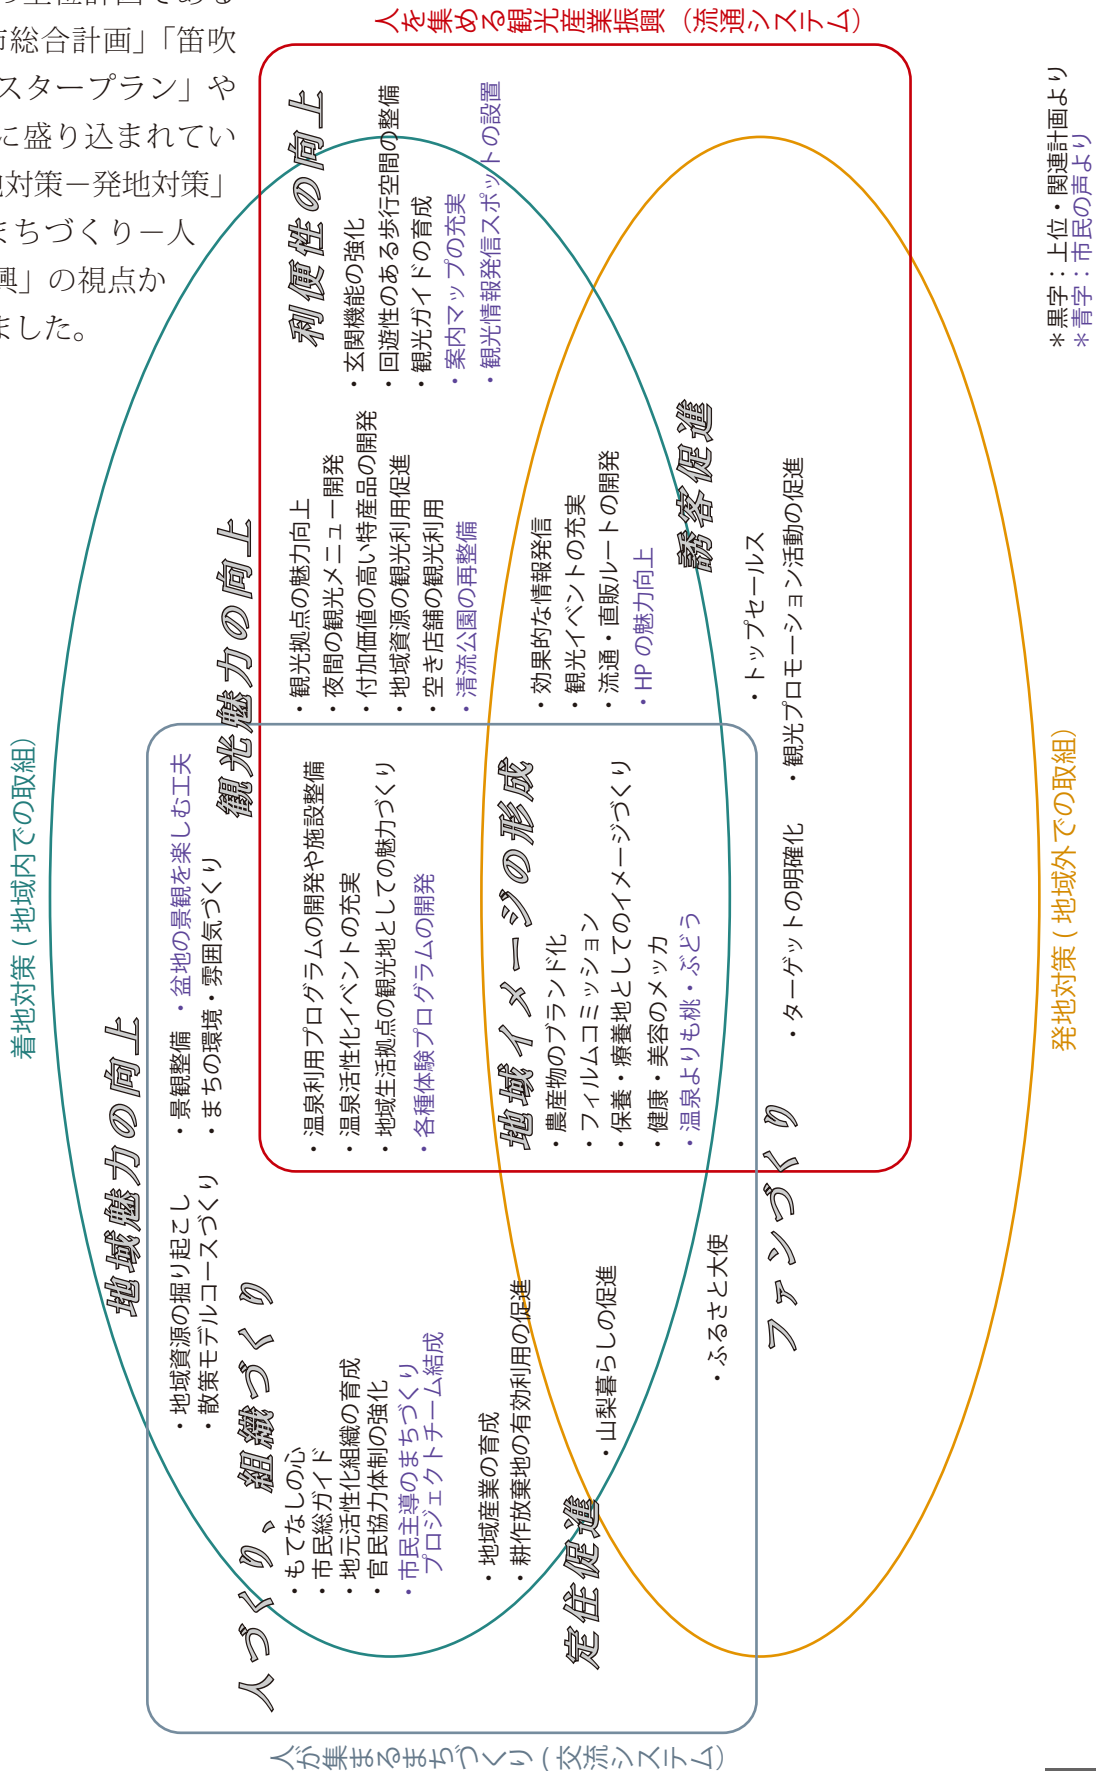 の上位計画である
市総合計画」「笛吹
スタープラン」や
に盛り込まれてい
地対策－発地対策」
まちづくり－人
興」の視点か
ました。
着地対策 ( 地域内での取組)
発地対策 ( 地域外での取組)
人が集まるまちづくり ( 交流システム)
人を集める観光産業振興（流通システム）
地域魅力の向上
・地域資源の掘り起こし
・散策モデルコースづくり
・景観整備
・盆地の景観を楽しむ工夫
・まちの環境・雰囲気づくり
人づくり、組織づくり
・もてなしの心
・市民総ガイド
・地元活性化組織の育成
・官民協力体制の強化
・市民主導のまちづくり
プロジェクトチーム結成
・地域産業の育成
・耕作放棄地の有効利用の促進
定住促進
・山梨暮らしの促進
・ふるさと大使
ファンづくり
観光魅力の向上
・温泉利用プログラムの開発や施設整備
・温泉活性化イベントの充実
・地域生活拠点の観光地としての魅力づくり
・各種体験プログラムの開発
・観光拠点の魅力向上
・夜間の観光メニュー開発
・付加価値の高い特産品の開発
・地域資源の観光利用促進
・空き店舗の観光利用
・清流公園の再整備
利便性の向上
・玄関機能の強化
・回遊性のある歩行空間の整備
・観光ガイドの育成
・案内マップの充実
・観光情報発信スポットの設置
地域イメージの形成
・農産物のブランド化
・フィルムコミッション
・保養・療養地としてのイメージづくり
・健康・美容のメッカ
・温泉よりも桃・ぶどう
・効果的な情報発信
・観光イベントの充実
・流通・直販ルートの開発
・HP の魅力向上
誘客促進
・トップセールス
・ターゲットの明確化
・観光プロモーション活動の促進
＊黒字：上位・関連計画より
＊青字：市民の声より